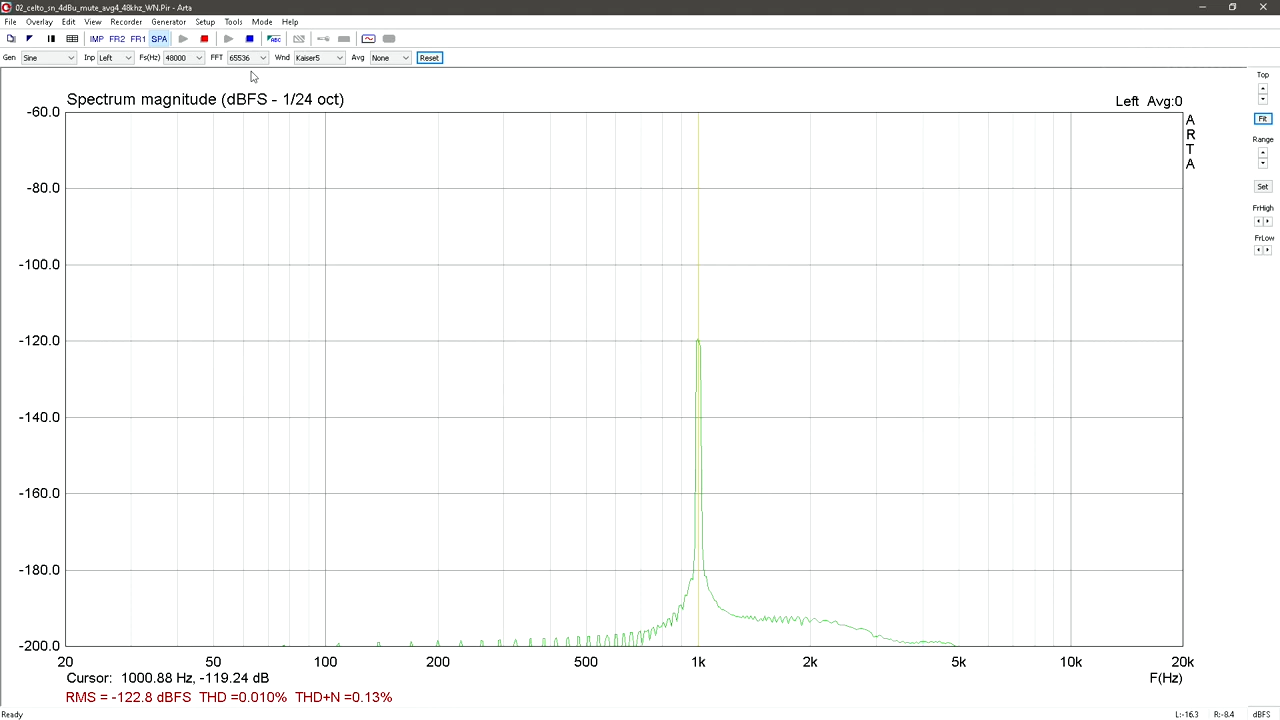 02_celto_sn_4dBu_mute_avg4_48khz_WN.Pir - Arta
File Overlay Edit View Recorder Generator Setup Tools Mode Help
IMP FR2 FR1 SPA ABC
Gen Sine Inp Left Fs(Hz) 48000 FFT 65536 Wnd Kaiser5 Avg None Reset
Top
Spectrum magnitude (dBFS - 1/24 oct) Left Avg:0
-60.0
A
R
T
A
Fit
Range
Set
FrHigh
FrLow
-80.0
-100.0
-120.0
-140.0
-160.0
-180.0
-200.0
20 50 100 200 500 1k 2k 5k 10k 20k
Cursor: 1000.88 Hz, -119.24 dB F(Hz)
RMS = -122.8 dBFS THD =0.010% THD+N =0.13%
Ready L:-16.3 R:-8.4 dBFS